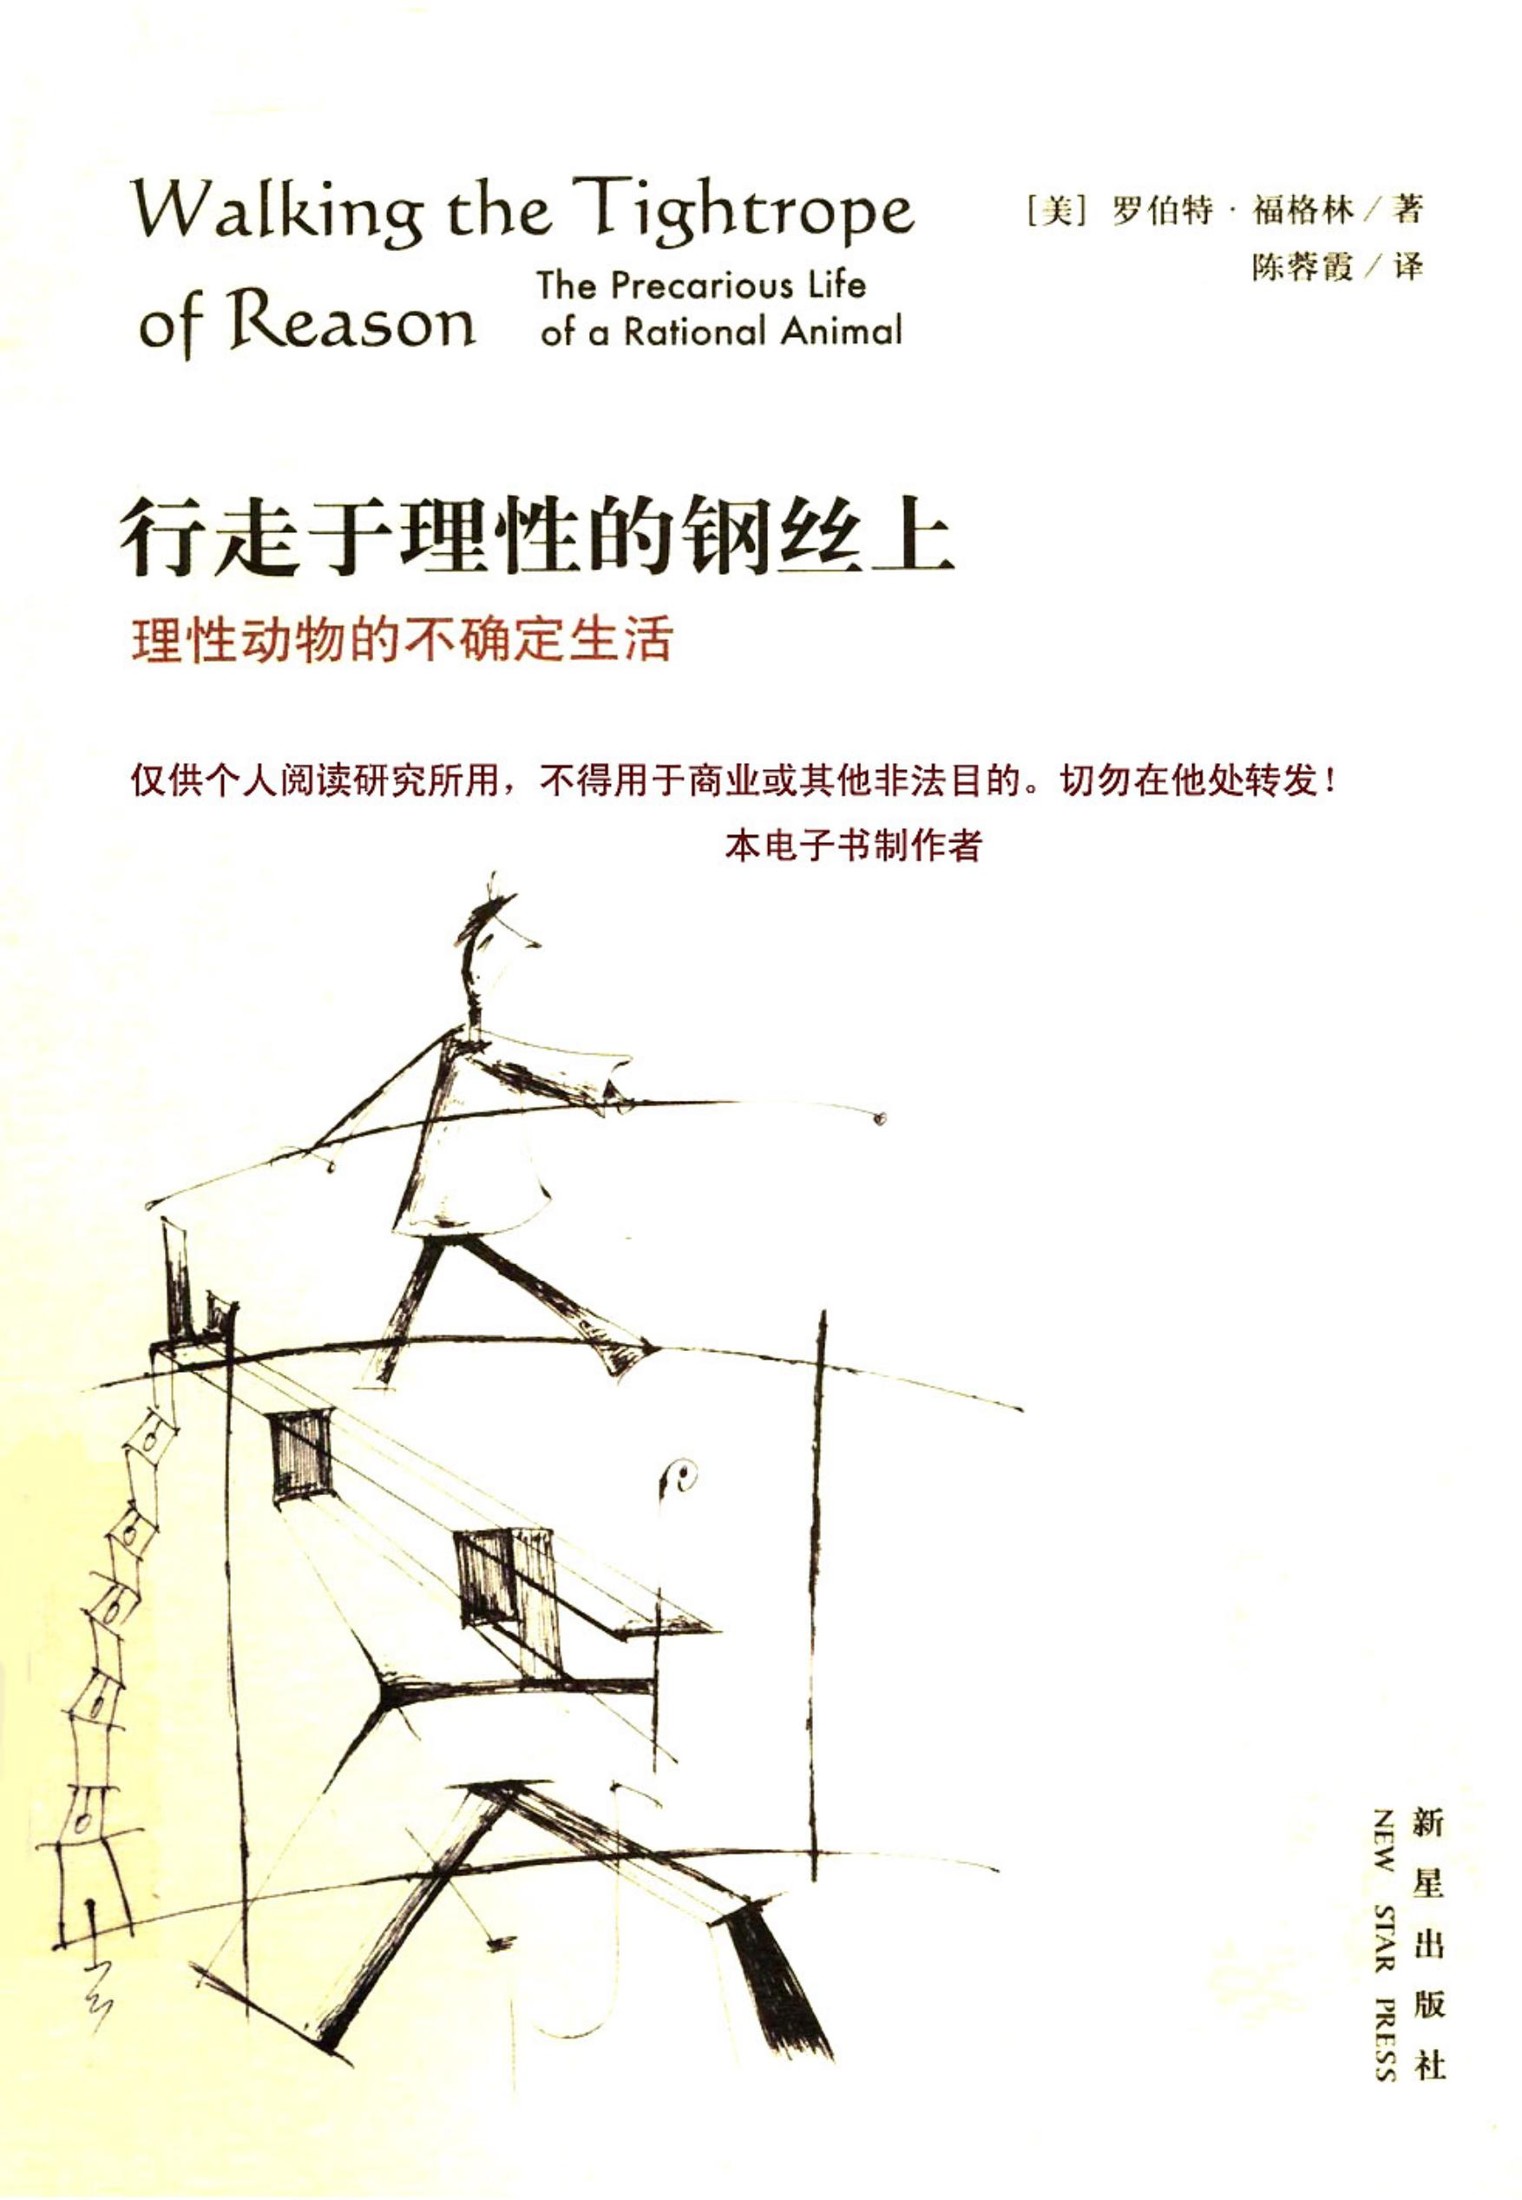 Walking the Tightrope
of Reason
The Precarious Life
of a Rational Animal
[美] 罗伯特·福格林/著
陈蓉霞/译
行走于理性的钢丝上
理性动物的不确定生活
仅供个人阅读研究所用，不得用于商业或其他非法目的。切勿在他处转发！
本电子书制作者
新星出版社
NEW STAR PRESS